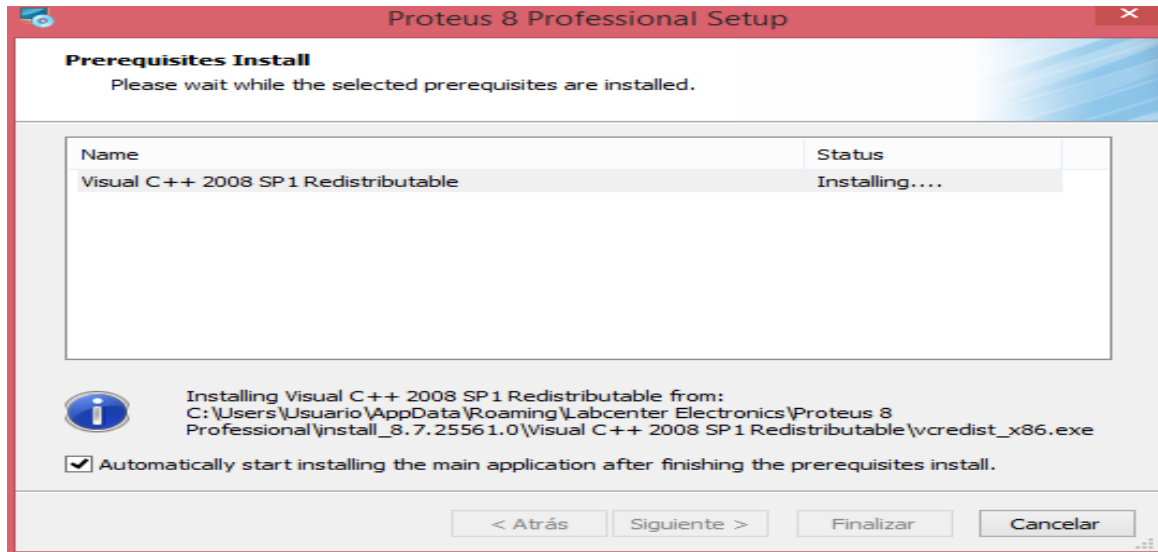 Proteus 8 Professional Setup
Prerequisites Install
Please wait while the selected prerequisites are installed.
Name Status
Visual C++ 2008 SP1 Redistributable Installing....
Installing Visual C++ 2008 SP1 Redistributable from:
C:\Users\Usuario\AppData\Roaming\Labcenter Electronics\Proteus 8
Professional\install_8.7.25561.0\Visual C++ 2008 SP1 Redistributable\vcredist_x86.exe
Automatically start installing the main application after finishing the prerequisites install.
< Atrás Siguiente > Finalizar Cancelar